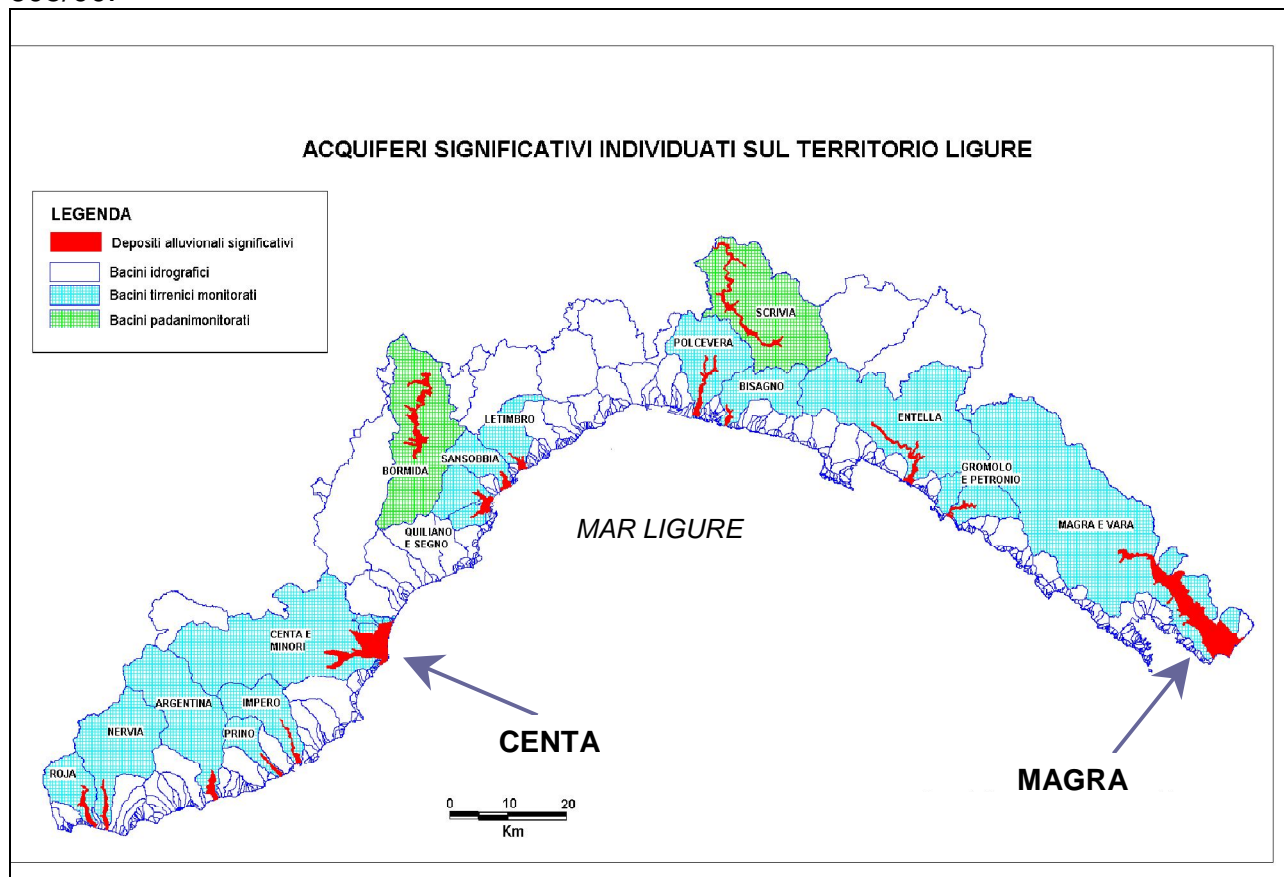 ACQUIFERI SIGNIFICATIVI INDIVIDUATI SUL TERRITORIO LIGURE
LEGENDA
Depositi alluvionali significativi
Bacini idrografici
Bacini tirrenici monitorati
Bacini padanimonitorati
SCRIVIA
POLCEVERA
BISAGNO
LETIMBRO
ENTELLA
SANSOBBIA
BORMIDA
GROMOLO
E PETRONIO
QUILIANO
E SEGNO
MAR LIGURE
MAGRA E VARA
CENTA E
MINORI
ARGENTINA
IMPERO
NERVIA
PRINO
CENTA
ROJA
MAGRA
0 10 20
Km